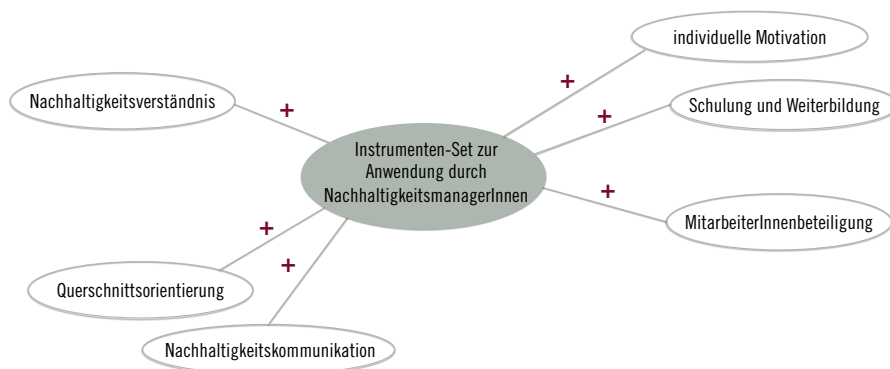 individuelle Motivation
+
Nachhaltigkeitsverständnis
+
+
Schulung und Weiterbildung
Instrumenten-Set zur
Anwendung durch
NachhaltigkeitsmanagerInnen
+
MitarbeiterInnenbeteiligung
+
+
Querschnittsorientierung
Nachhaltigkeitskommunikation